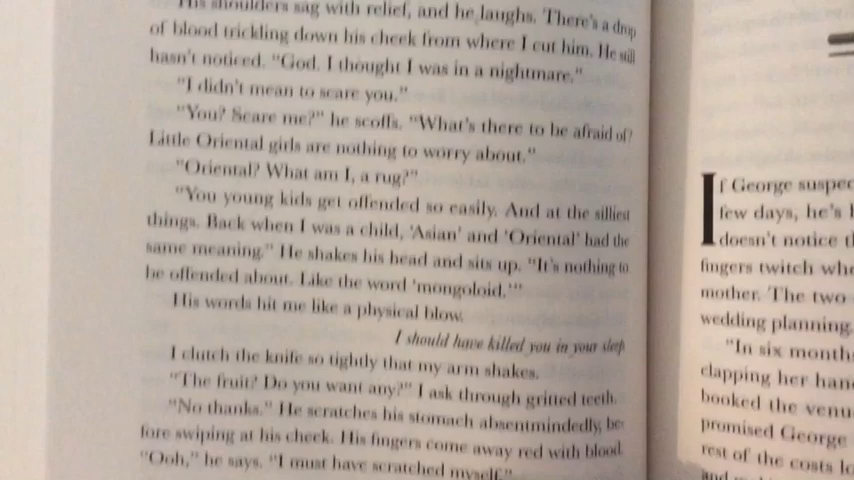 His shoulders sag with relief, and he laughs. There's a drop
of blood trickling down his cheek from where I cut him. He still
hasn't noticed. "God. I thought I was in a nightmare."
"I didn't mean to scare you."
"You? Scare me?" he scoffs. "What's there to be afraid of?
Little Oriental girls are nothing to worry about."
"Oriental? What am I, a rug?"
"You young kids get offended so easily. And at the silliest
things. Back when I was a child, 'Asian' and 'Oriental' had the
same meaning." He shakes his head and sits up. "It's nothing to
be offended about. Like the word 'mongoloid.'"
His words hit me like a physical blow.
I should have killed you in your sleep
I clutch the knife so tightly that my arm shakes.
"The fruit? Do you want any?" I ask through gritted teeth.
"No thanks." He scratches his stomach absentmindedly, be-
fore swiping at his cheek. His fingers come away red with blood.
"Ooh," he says. "I must have scratched myself."
If George suspec
few days, he's
doesn't notice
fingers twitch
mother. The two
wedding planning.
"In six months
clapping her
booked the venu
promised George
rest of the costs